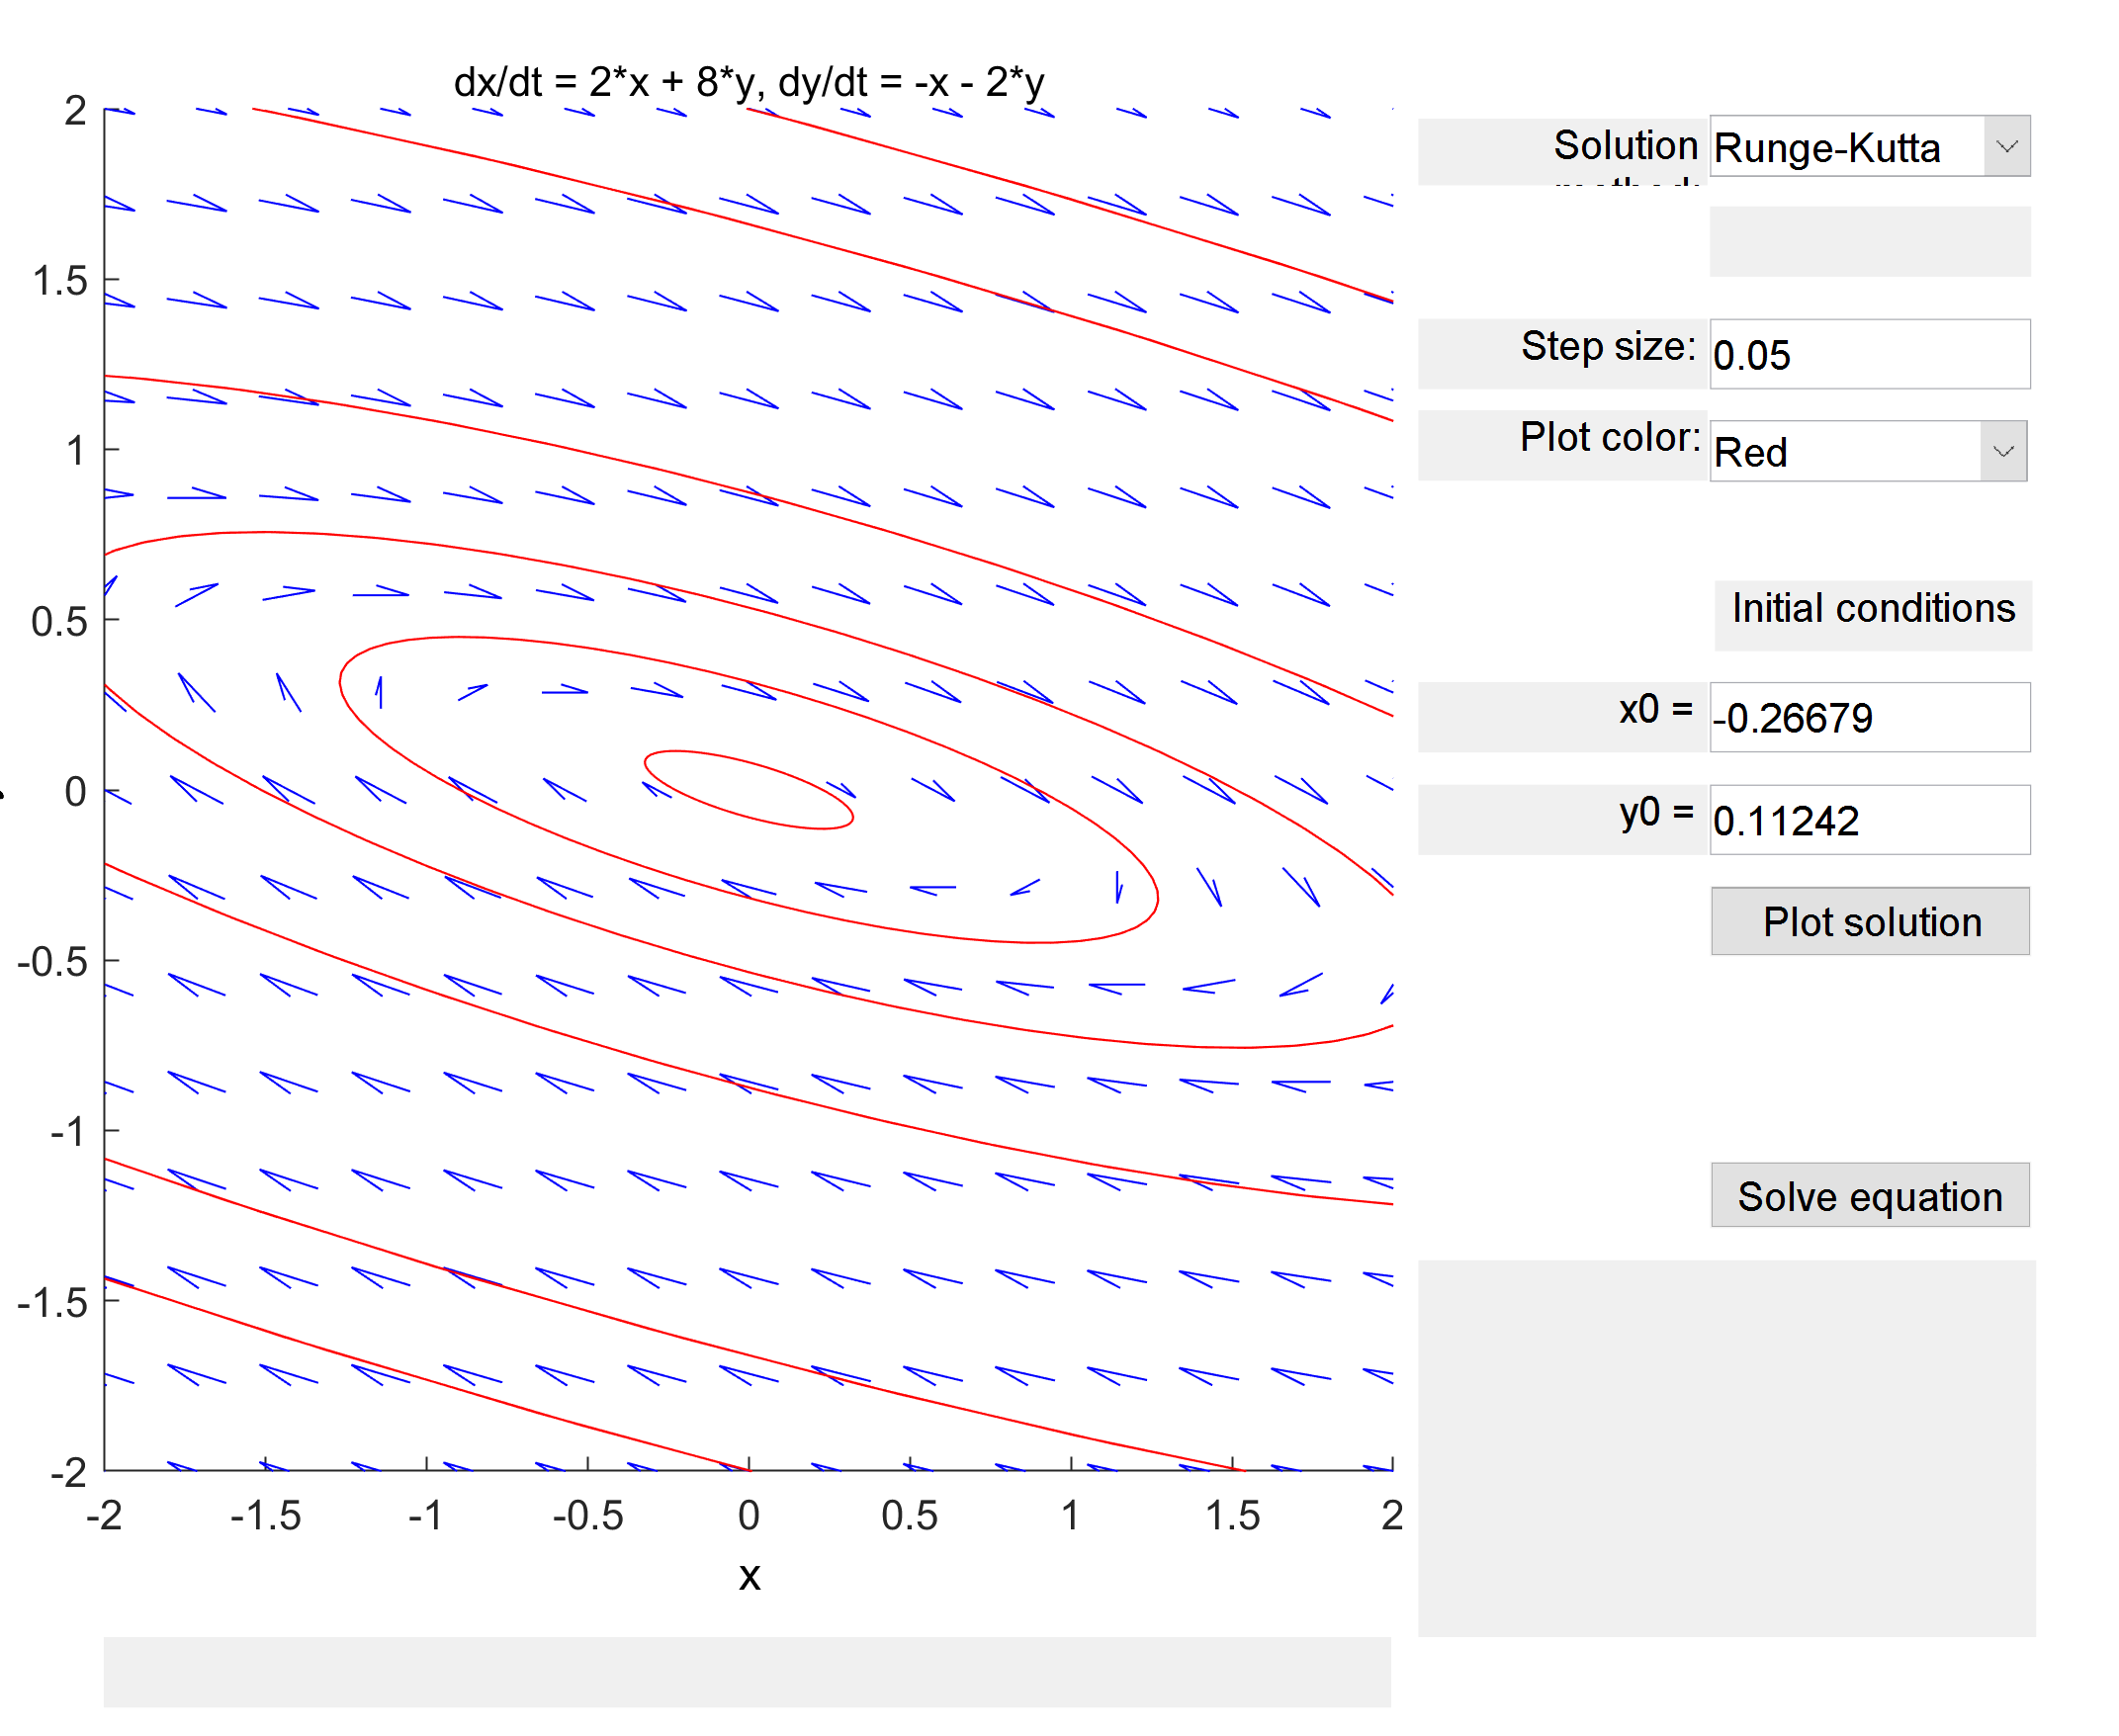 dx/dt = 2*x + 8*y, dy/dt = -x - 2*y
2
1.5
1
0.5
0
-0.5
-1
-1.5
-2
-2 -1.5 -1 -0.5 0 0.5 1 1.5 2
x
Solution
Runge-Kutta
Step size: 0.05
Plot color: Red
Initial conditions
x0 = -0.26679
y0 = 0.11242
Plot solution
Solve equation